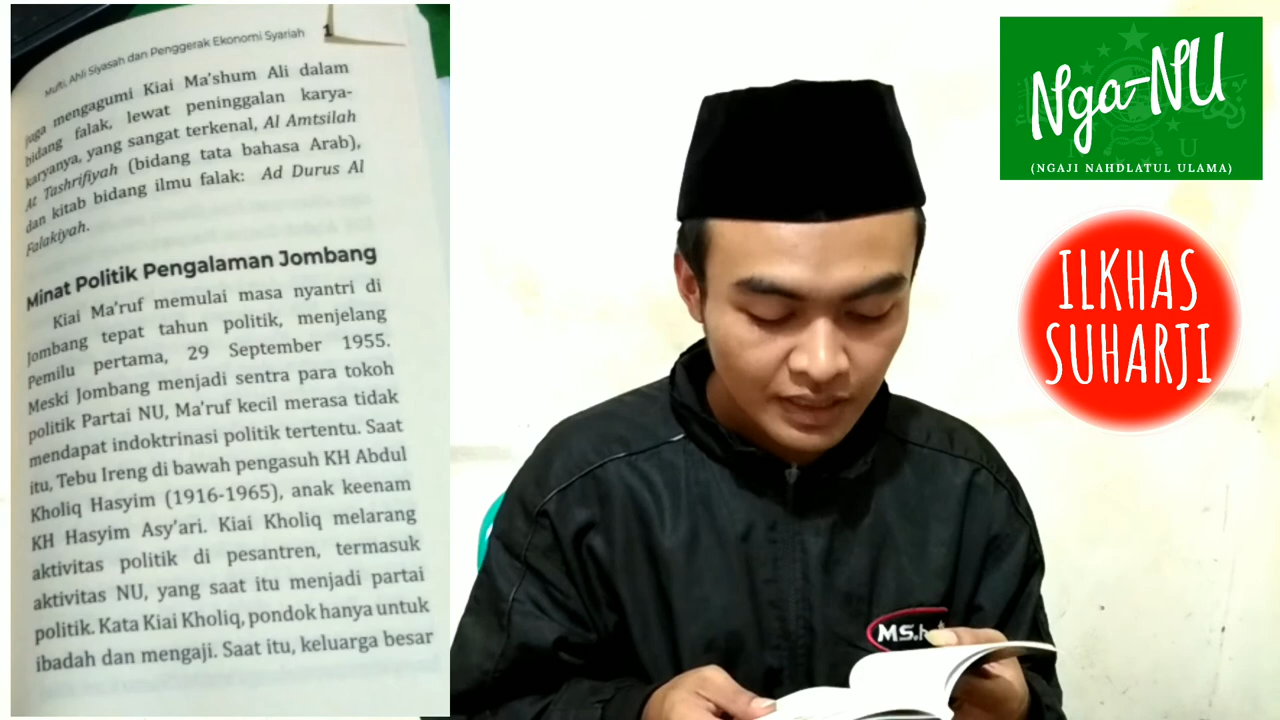 Mufti, Ahli Siyasah dan Penggerak Ekonomi Syariah
1
juga mengagumi Kiai Ma'shum Ali dalam
bidang falak, lewat peninggalan karya-
karyanya, yang sangat terkenal, Al Amtsilah
At Tashrifiyah (bidang tata bahasa Arab),
dan kitab bidang ilmu falak: Ad Durus Al
Falakiyah.
Minat Politik Pengalaman Jombang
Kiai Ma'ruf memulai masa nyantri di
Jombang tepat tahun politik, menjelang
Pemilu pertama, 29 September 1955.
Meski Jombang menjadi sentra para tokoh
politik Partai NU, Ma'ruf kecil merasa tidak
mendapat indoktrinasi politik tertentu. Saat
itu, Tebu Ireng di bawah pengasuh KH Abdul
Kholiq Hasyim (1916-1965), anak keenam
KH Hasyim Asy'ari. Kiai Kholiq melarang
aktivitas politik di pesantren, termasuk
aktivitas NU, yang saat itu menjadi partai
politik. Kata Kiai Kholiq, pondok hanya untuk
ibadah dan mengaji. Saat itu, keluarga besar
Nga-NU
N U
(NGAJI NAHDLATUL ULAMA)
ILKHAS
SUHARJI